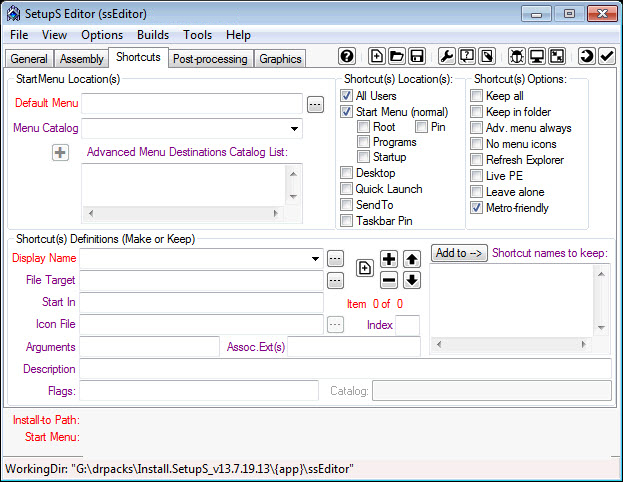 SetupS Editor (ssEditor)
File View Options Builds Tools Help
General Assembly Shortcuts Post-processing Graphics
StartMenu Location(s)
Default Menu
Menu Catalog
Advanced Menu Destinations Catalog List:
Shortcut(s) Location(s):
All Users
Start Menu (normal)
Root Pin
Programs
Startup
Desktop
Quick Launch
SendTo
Taskbar Pin
Shortcut(s) Options:
Keep all
Keep in folder
Adv. menu always
No menu icons
Refresh Explorer
Live PE
Leave alone
Metro-friendly
Shortcut(s) Definitions (Make or Keep)
Display Name
File Target
Start In
Item 0 of 0
Icon File
Index
Arguments
Assoc.Ext(s)
Description
Flags:
Catalog:
Add to --> Shortcut names to keep:
Install-to Path:
Start Menu:
WorkingDir: "G:\drpacks\Install.SetupS_v13.7.19.13\{app}\ssEditor"